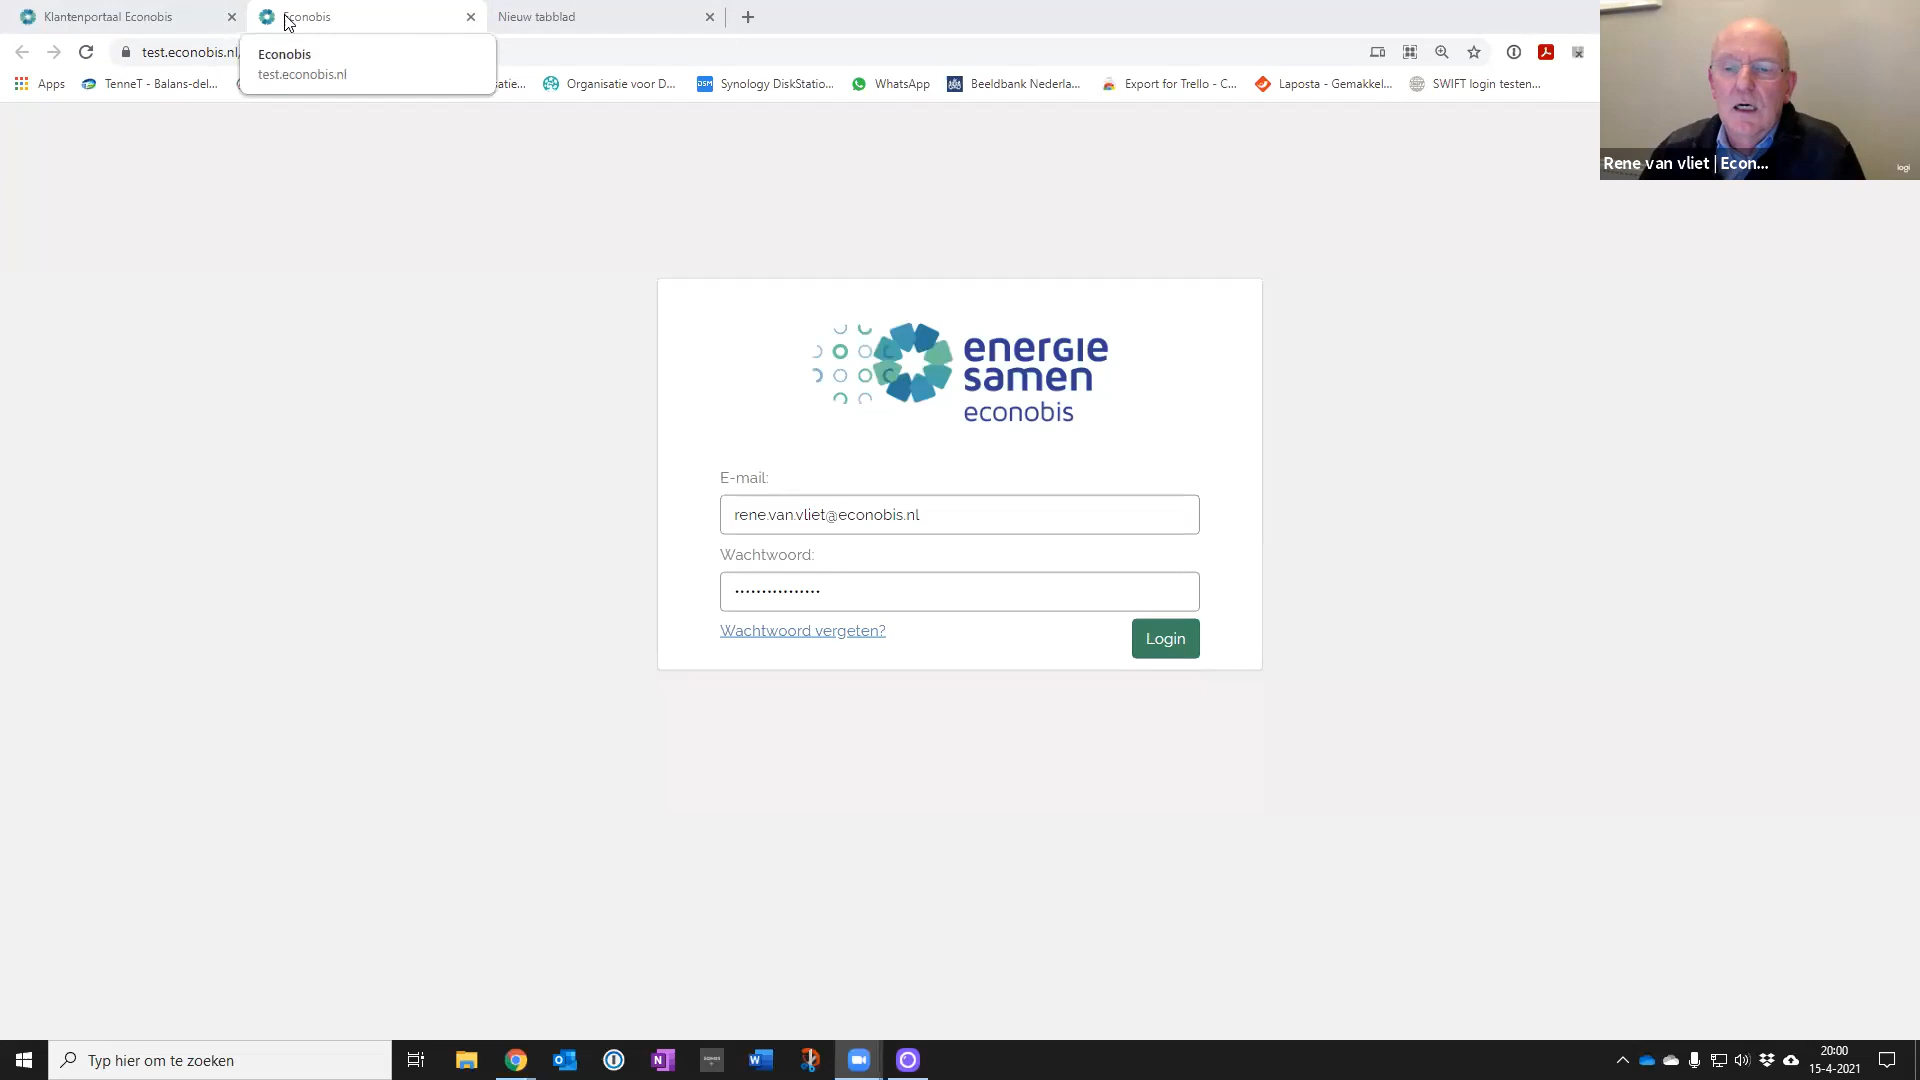 Klantenportaal Econobis
Econobis
Nieuw tabblad
test.econobis.nl/
Econobis
test.econobis.nl
Apps
TenneT - Balans-del...
atie...
Organisatie voor D...
Synology DiskStatio...
WhatsApp
Beeldbank Nederla...
Export for Trello - C...
Laposta - Gemakkel...
SWIFT login testen...
Rene van vliet | Econ...
logi
energie
samen
econobis
E-mail:
rene.van.vliet@econobis.nl
Wachtwoord:
••••••••••••••••
Wachtwoord vergeten?
Login
Typ hier om te zoeken
20:00
15-4-2021